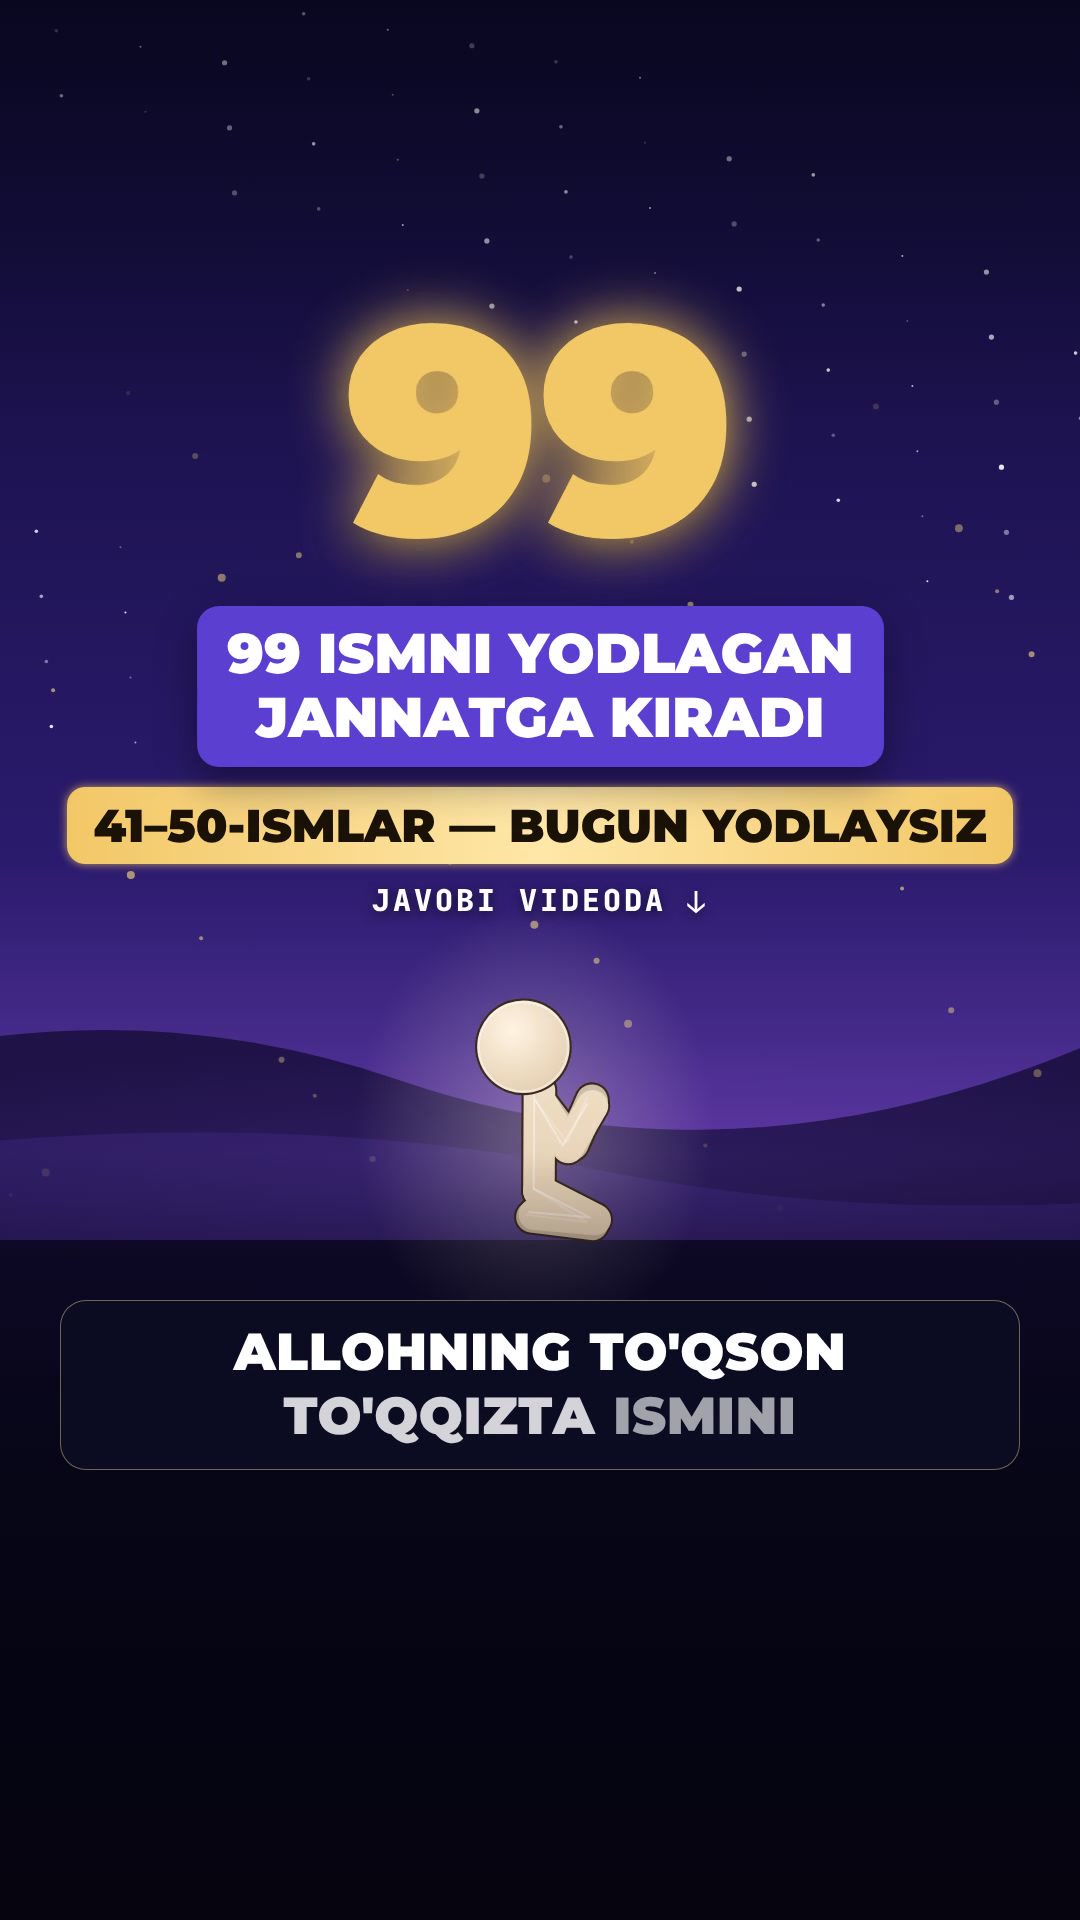 99
99 ISMNI YODLAGAN
JANNATGA KIRADI
41–50-ISMLAR — BUGUN YODLAYSIZ
JAVOBI VIDEODA ↓
ALLOHNING TO'QSON
TO'QQIZTA ISMINI